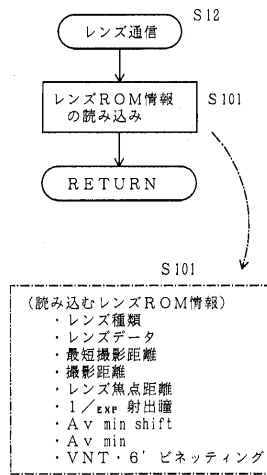 S12
レンズ通信
レンズROM情報
の読み込み
S101
RETURN
S101
(読み込むレンズROM情報)
・レンズ種類
・レンズデータ
・最短撮影距離
・撮影距離
・レンズ焦点距離
・1/EXP 射出瞳
・Av min shift
・Av min
・VNT・6' ビネッティング